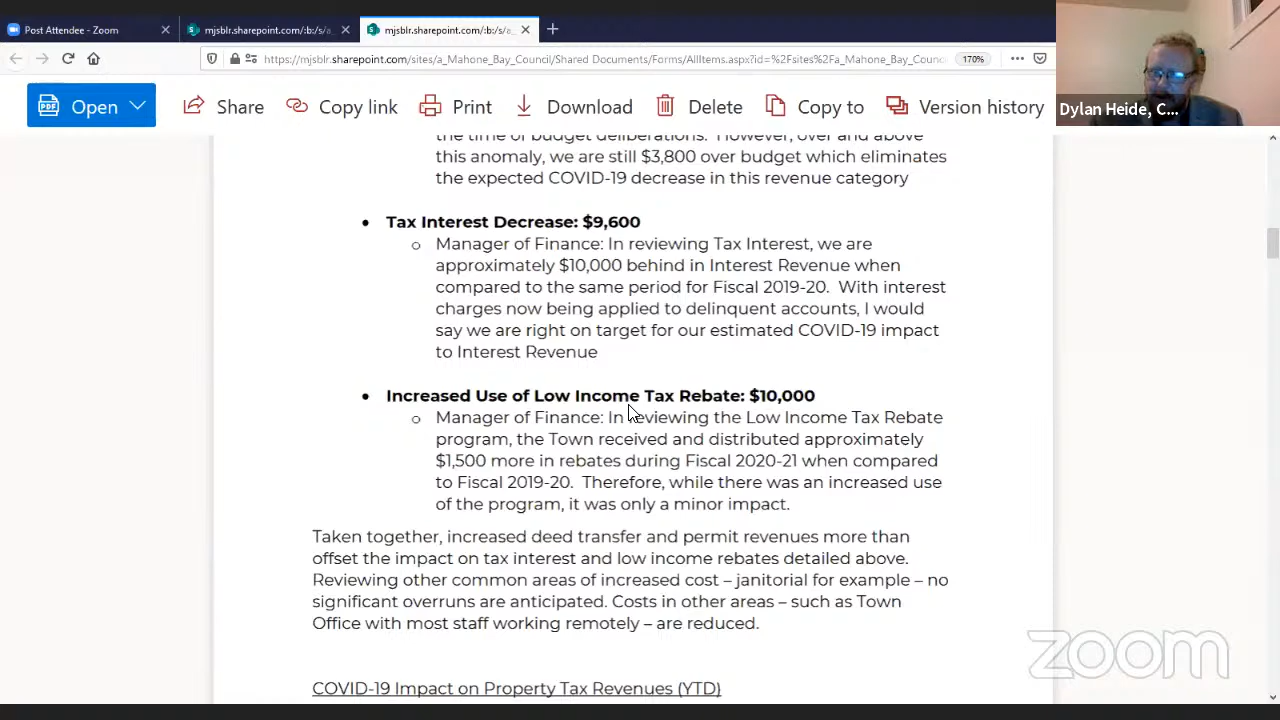 Post Attendee - Zoom
mjsblr.sharepoint.com/:b:/s/a_
mjsblr.sharepoint.com/:b:/s/a_
https://mjsblr.sharepoint.com/sites/a_Mahone_Bay_Council/Shared Documents/Forms/AllItems.aspx?id=%2Fsites%2Fa_Mahone_Bay_Counc
170%
Open
Share
Copy link
Print
Download
Delete
Copy to
Version history
Dylan Heide, C...
the time of budget deliberations. However, over and above
this anomaly, we are still $3,800 over budget which eliminates
the expected COVID-19 decrease in this revenue category
• Tax Interest Decrease: $9,600
o Manager of Finance: In reviewing Tax Interest, we are
approximately $10,000 behind in Interest Revenue when
compared to the same period for Fiscal 2019-20. With interest
charges now being applied to delinquent accounts, I would
say we are right on target for our estimated COVID-19 impact
to Interest Revenue
• Increased Use of Low Income Tax Rebate: $10,000
o Manager of Finance: In reviewing the Low Income Tax Rebate
program, the Town received and distributed approximately
$1,500 more in rebates during Fiscal 2020-21 when compared
to Fiscal 2019-20. Therefore, while there was an increased use
of the program, it was only a minor impact.
Taken together, increased deed transfer and permit revenues more than
offset the impact on tax interest and low income rebates detailed above.
Reviewing other common areas of increased cost – janitorial for example – no
significant overruns are anticipated. Costs in other areas – such as Town
Office with most staff working remotely – are reduced.
COVID-19 Impact on Property Tax Revenues (YTD)
zoom